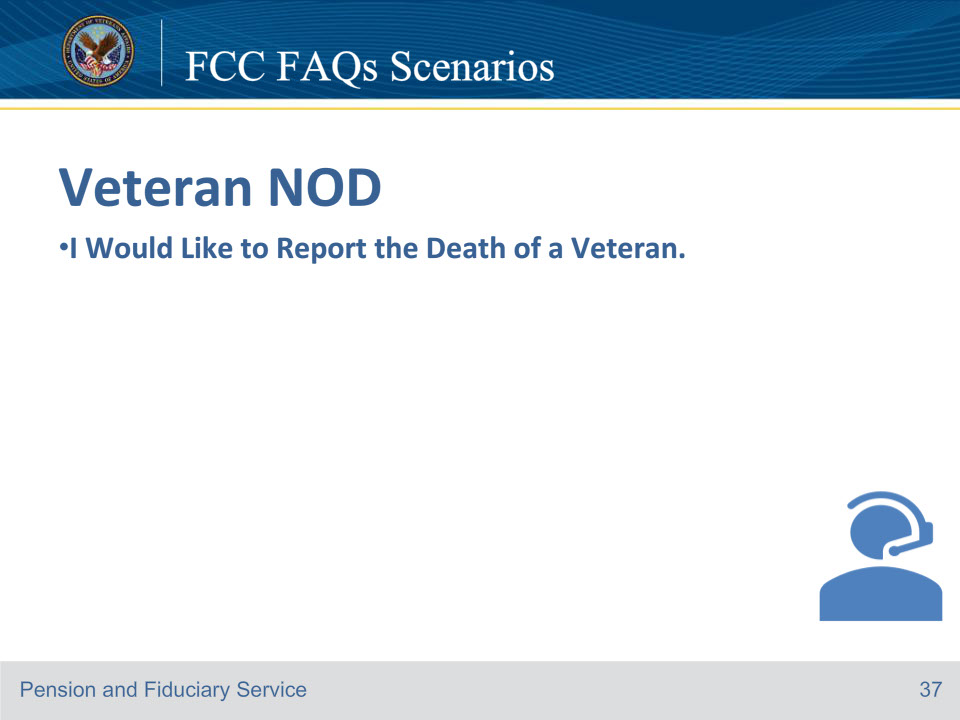 FCC FAQs Scenarios
Veteran NOD
•I Would Like to Report the Death of a Veteran.
Pension and Fiduciary Service
37